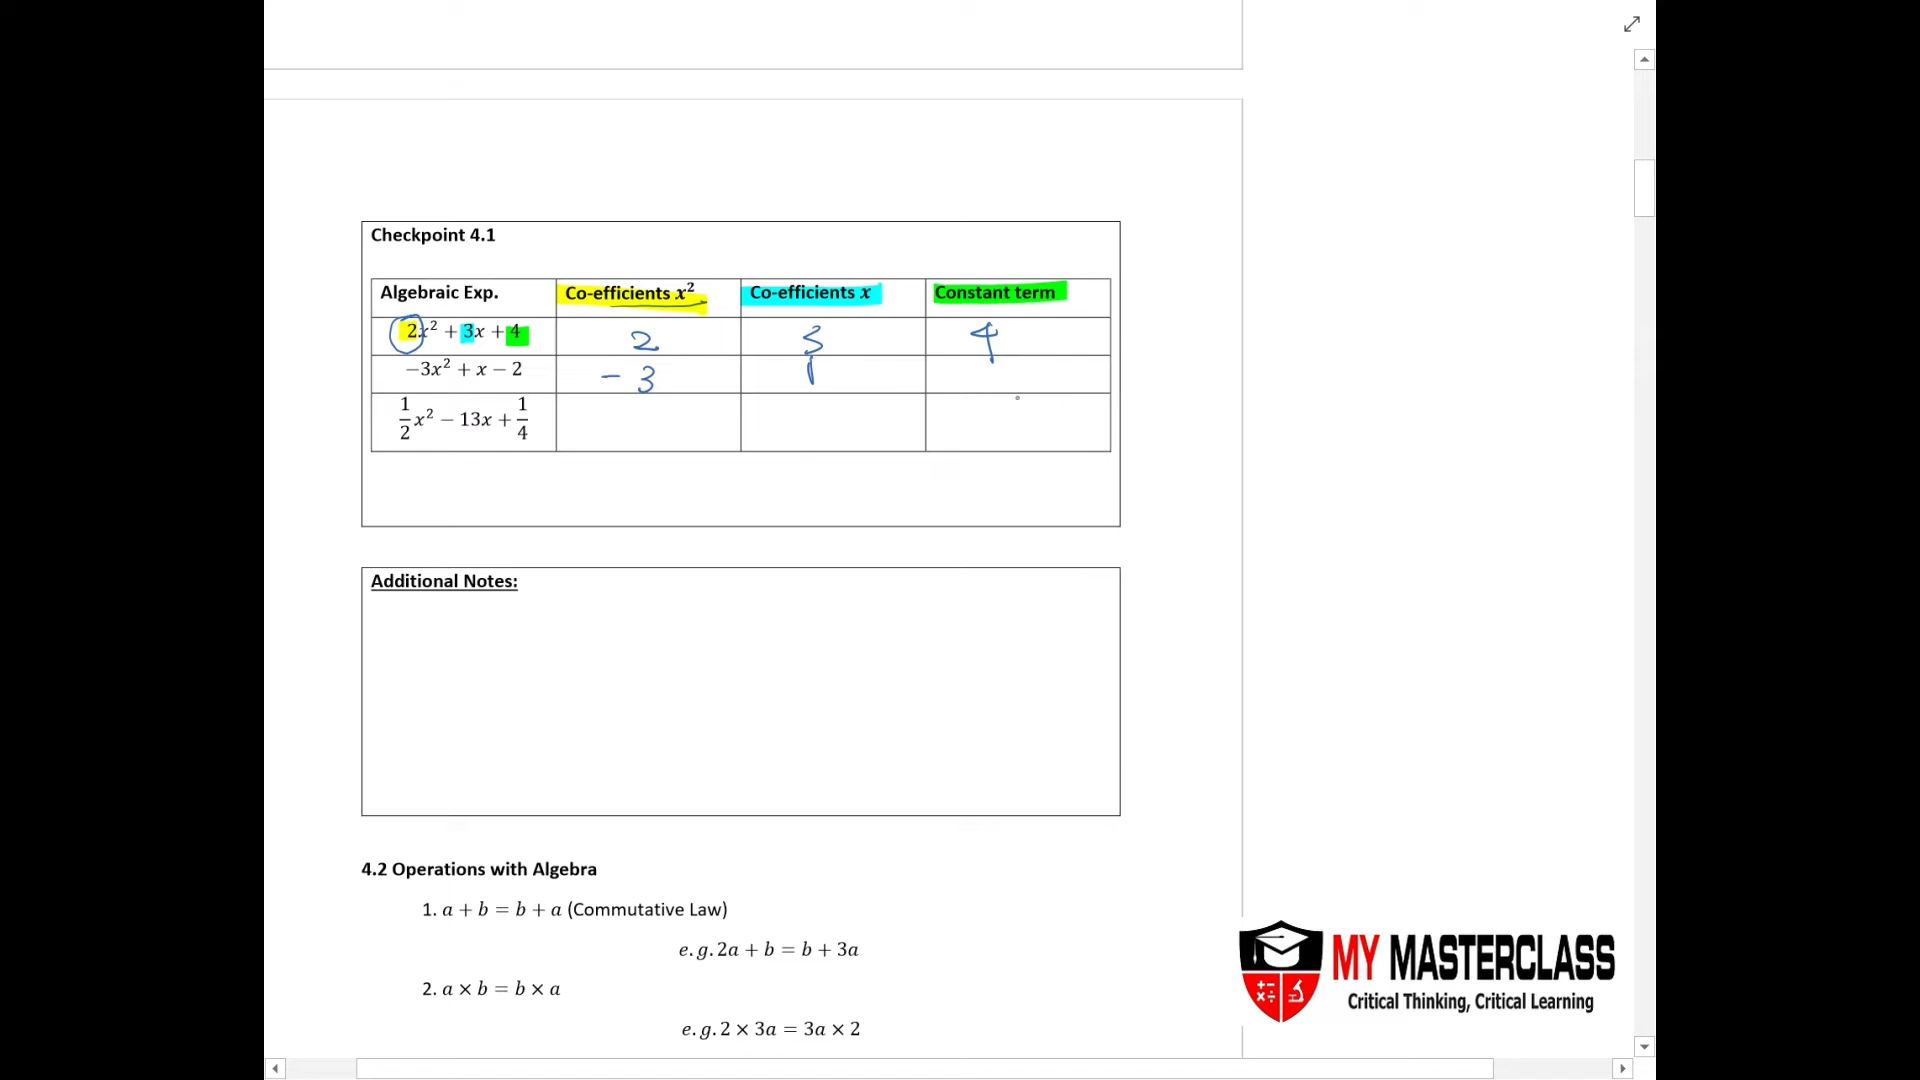 Checkpoint 4.1
Algebraic Exp. Co-efficients x² Co-efficients x Constant term
2x² + 3x + 4 2 3 4
−3x² + x − 2 − 3 1
1/2 x² − 13x + 1/4
Additional Notes:
4.2 Operations with Algebra
1. a + b = b + a (Commutative Law)
e.g. 2a + b = b + 3a
2. a × b = b × a
e.g. 2 × 3a = 3a × 2
MY MASTERCLASS
Critical Thinking, Critical Learning